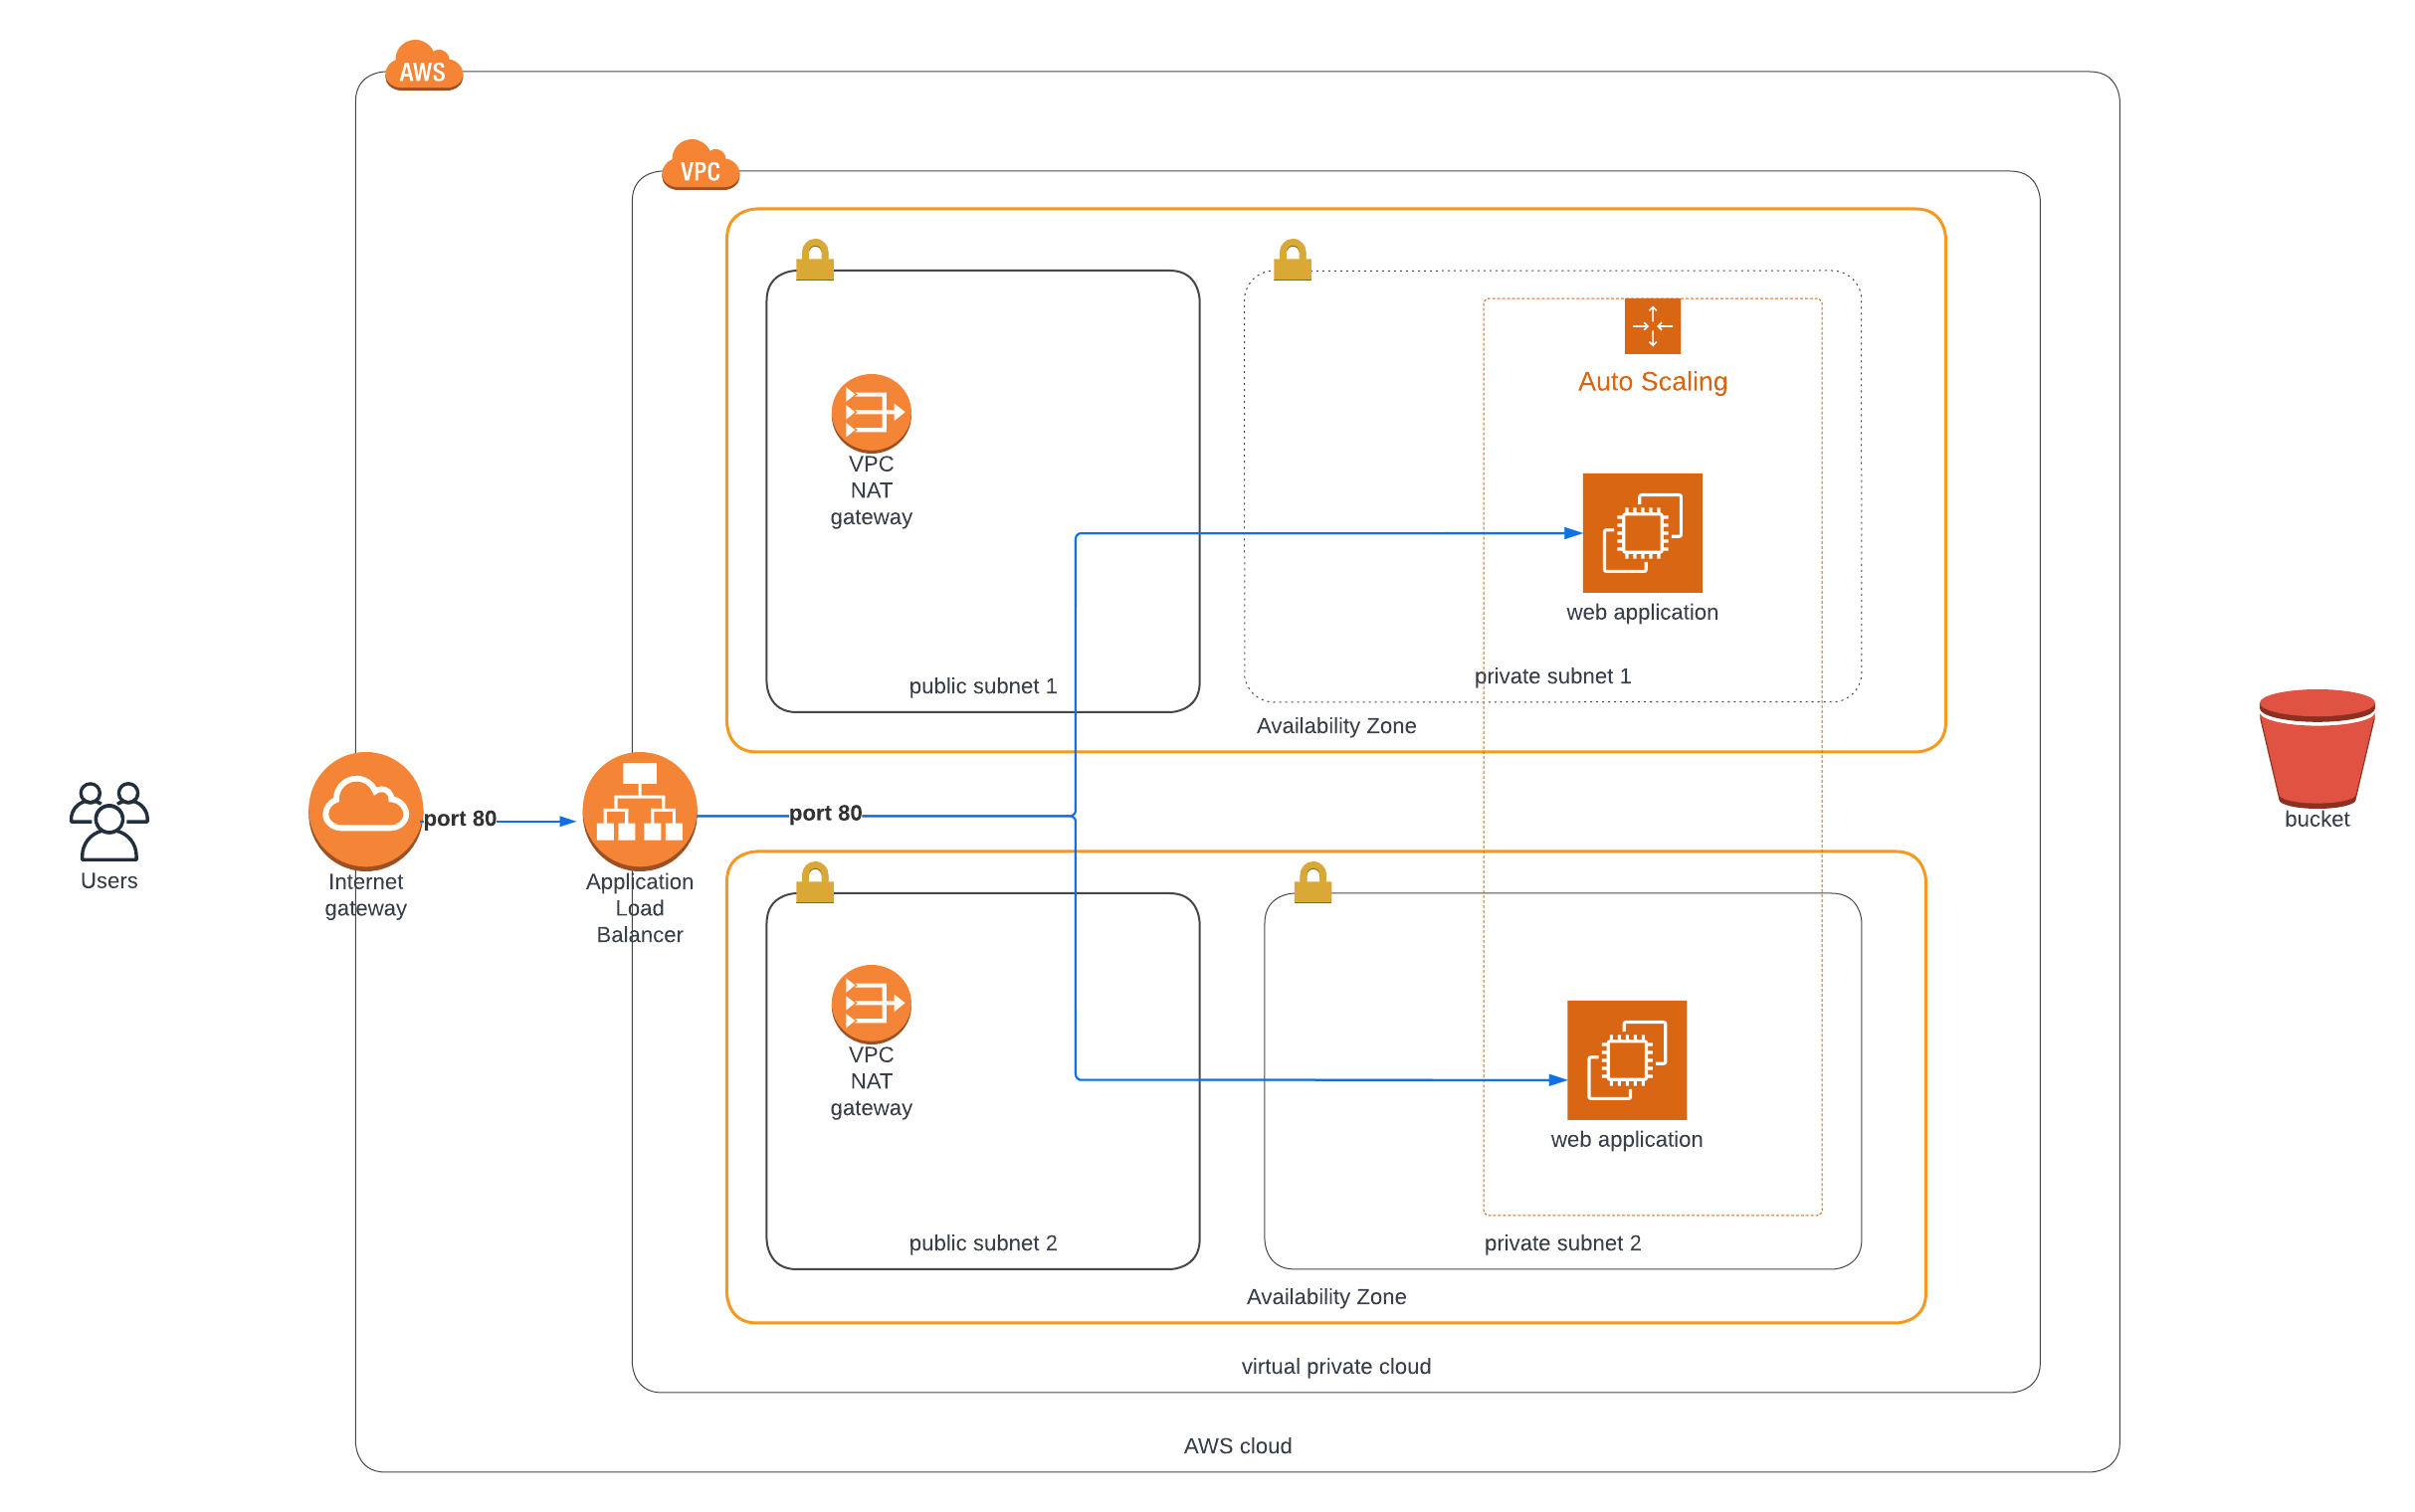 AWS
VPC
Auto Scaling
VPC
NAT
gateway
web application
private subnet 1
public subnet 1
Availability Zone
port 80
port 80
bucket
Users
Internet
gateway
Application
Load
Balancer
VPC
NAT
gateway
web application
public subnet 2
private subnet 2
Availability Zone
virtual private cloud
AWS cloud